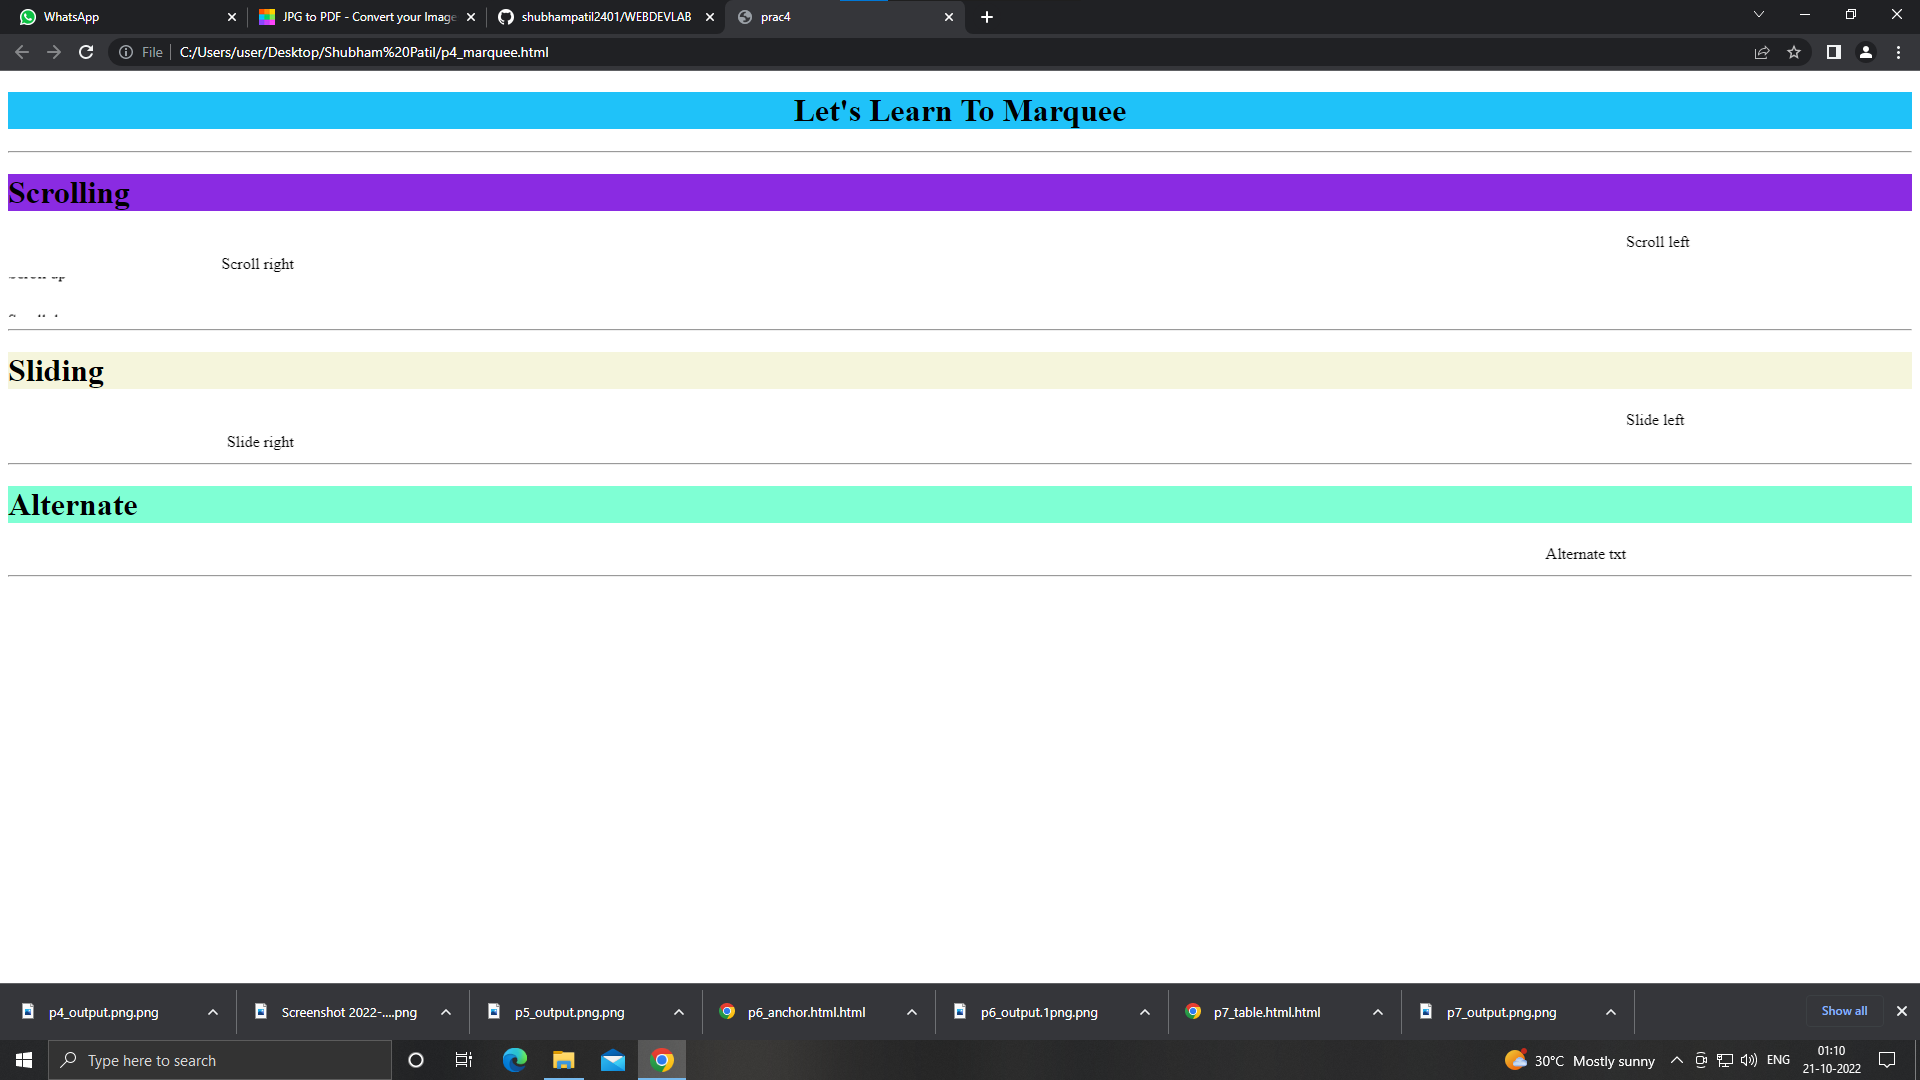 WhatsApp
JPG to PDF - Convert your Image
shubhampatil2401/WEBDEVLAB
prac4
File
C:/Users/user/Desktop/Shubham%20Patil/p4_marquee.html
Let's Learn To Marquee
Scrolling
Scroll left
Scroll right
Sliding
Slide left
Slide right
Alternate
Alternate txt
p4_output.png.png
Screenshot 2022-....png
p5_output.png.png
p6_anchor.html.html
p6_output.1png.png
p7_table.html.html
p7_output.png.png
Show all
Type here to search
30°C Mostly sunny
ENG
01:10
21-10-2022